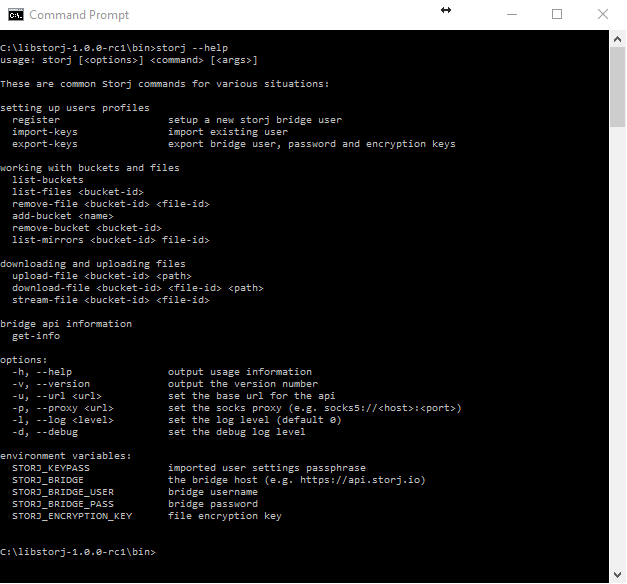 Command Prompt
C:\libstorj-1.0.0-rc1\bin>storj --help
usage: storj [<options>] <command> [<args>]
These are common Storj commands for various situations:
setting up users profiles
register setup a new storj bridge user
import-keys import existing user
export-keys export bridge user, password and encryption keys
working with buckets and files
list-buckets
list-files <bucket-id>
remove-file <bucket-id> <file-id>
add-bucket <name>
remove-bucket <bucket-id>
list-mirrors <bucket-id> file-id>
downloading and uploading files
upload-file <bucket-id> <path>
download-file <bucket-id> <file-id> <path>
stream-file <bucket-id> <file-id>
bridge api information
get-info
options:
-h, --help output usage information
-v, --version output the version number
-u, --url <url> set the base url for the api
-p, --proxy <url> set the socks proxy (e.g. socks5://<host>:<port>)
-l, --log <level> set the log level (default 0)
-d, --debug set the debug log level
environment variables:
STORJ_KEYPASS imported user settings passphrase
STORJ_BRIDGE the bridge host (e.g. https://api.storj.io)
STORJ_BRIDGE_USER bridge username
STORJ_BRIDGE_PASS bridge password
STORJ_ENCRYPTION_KEY file encryption key
C:\libstorj-1.0.0-rc1\bin>